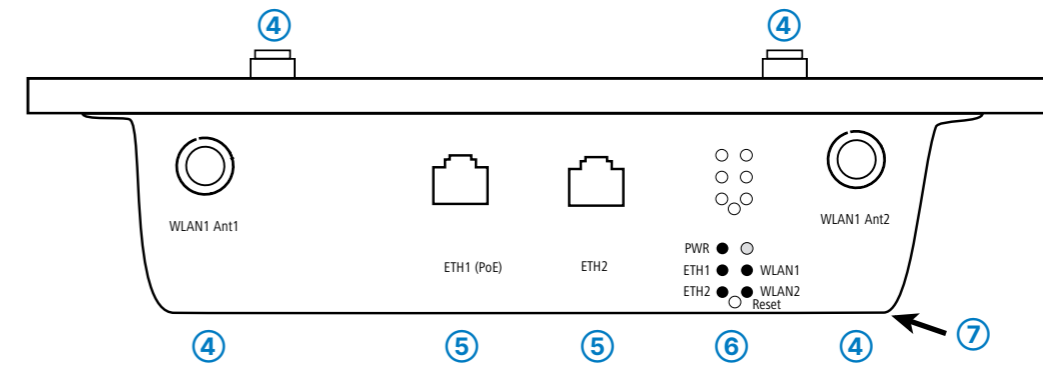 ④ ④
WLAN1 Ant1
ETH1 (PoE)
ETH2
PWR
ETH1 WLAN1
ETH2 WLAN2
Reset
WLAN1 Ant2
④ ⑤ ⑤ ⑥ ④ ⑦